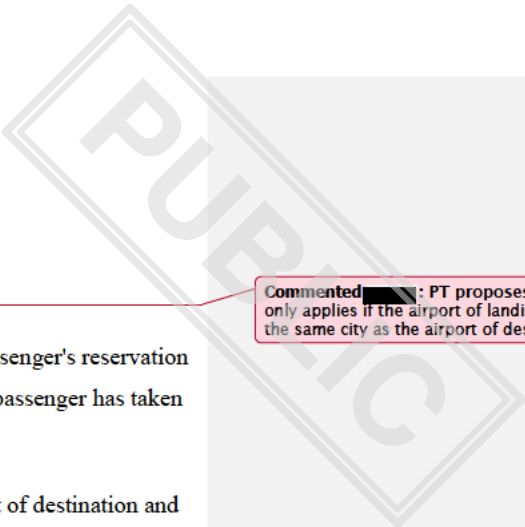 PUBLIC
Commented : PT proposes
only applies if the airport of landi
the same city as the airport of des
senger's reservation
passenger has taken
of destination and